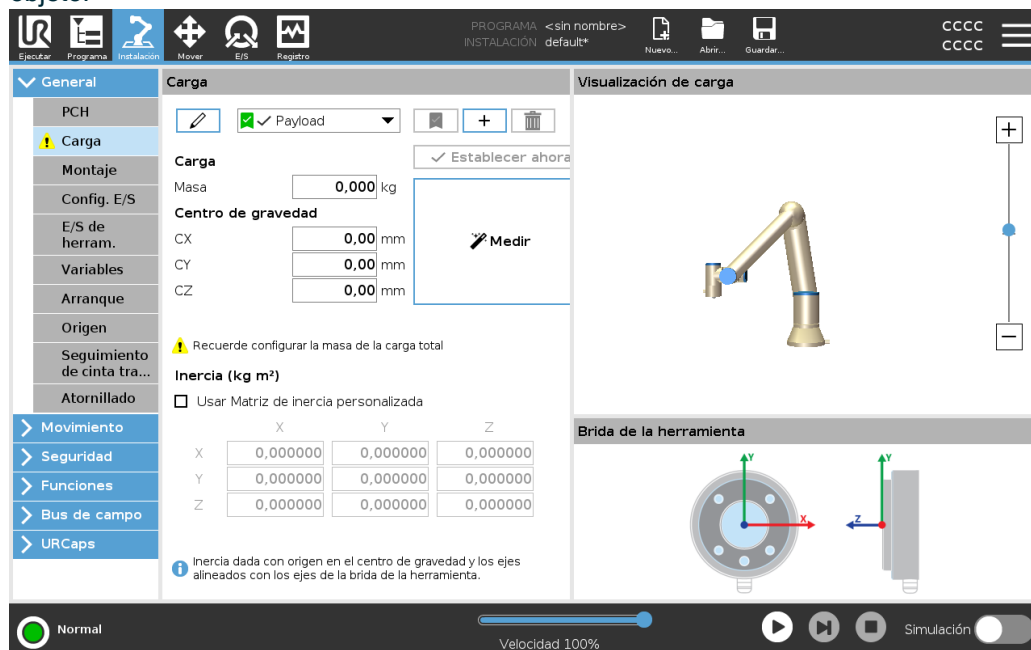 objeto.
PROGRAMA <sin nombre>
INSTALACIÓN default*
CCCC
CCCC
Ejecutar Programa Instalación Mover E/S Registro Nuevo... Abrir... Guardar...
General
PCH
Carga
Montaje
Config. E/S
E/S de
herram.
Variables
Arranque
Origen
Seguimiento
de cinta tra...
Atornillado
Movimiento
Seguridad
Funciones
Bus de campo
URCaps
Carga
Payload
Establecer ahora
Carga
Masa 0,000 kg
Centro de gravedad
CX 0,00 mm
CY 0,00 mm
CZ 0,00 mm
Medir
Recuerde configurar la masa de la carga total
Inercia (kg m²)
Usar Matriz de inercia personalizada
X Y Z
X 0,000000 0,000000 0,000000
Y 0,000000 0,000000 0,000000
Z 0,000000 0,000000 0,000000
Inercia dada con origen en el centro de gravedad y los ejes
alineados con los ejes de la brida de la herramienta.
Visualización de carga
Brida de la herramienta
Y
X
Y
Z
Normal
Velocidad 100%
Simulación